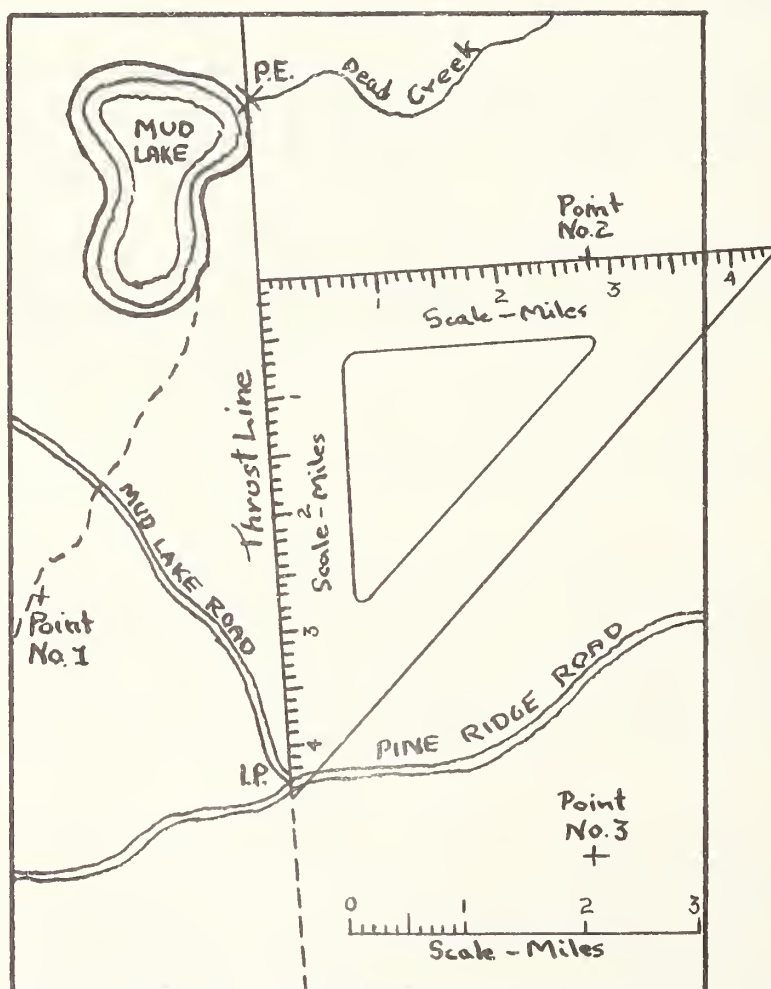 P.E.
Dead Creek
MUD
LAKE
Point
No.2
1
2
3
4
Scale-Miles
Thrust Line
1
2
3
4
Scale-Miles
MUD LAKE ROAD
Point
No.1
I.P.
PINE RIDGE ROAD
Point
No.3
0
1
2
3
Scale-Miles